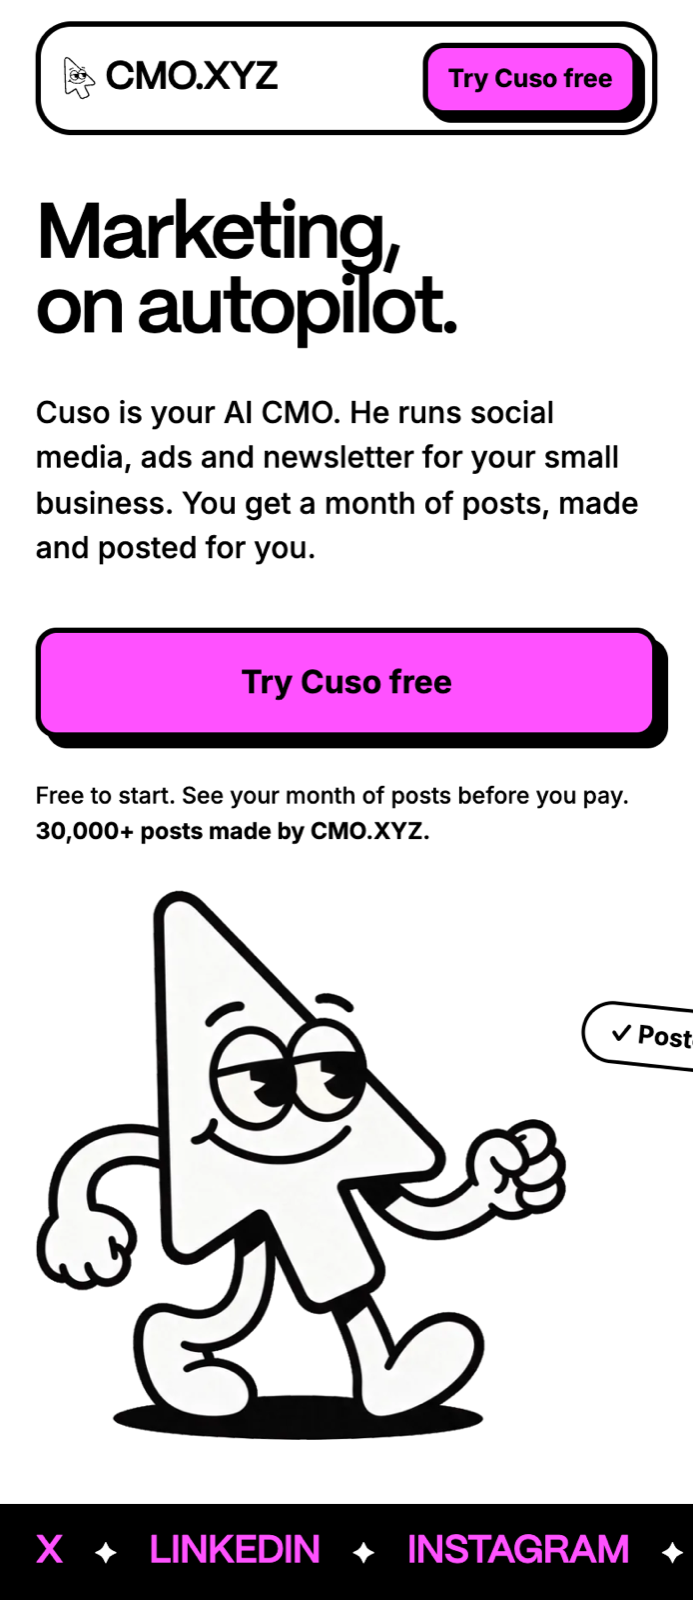 CMO.XYZ
Try Cuso free
Marketing,
on autopilot.
Cuso is your AI CMO. He runs social
media, ads and newsletter for your small
business. You get a month of posts, made
and posted for you.
Try Cuso free
Free to start. See your month of posts before you pay.
30,000+ posts made by CMO.XYZ.
✓ Post
X ✦ LINKEDIN ✦ INSTAGRAM ✦